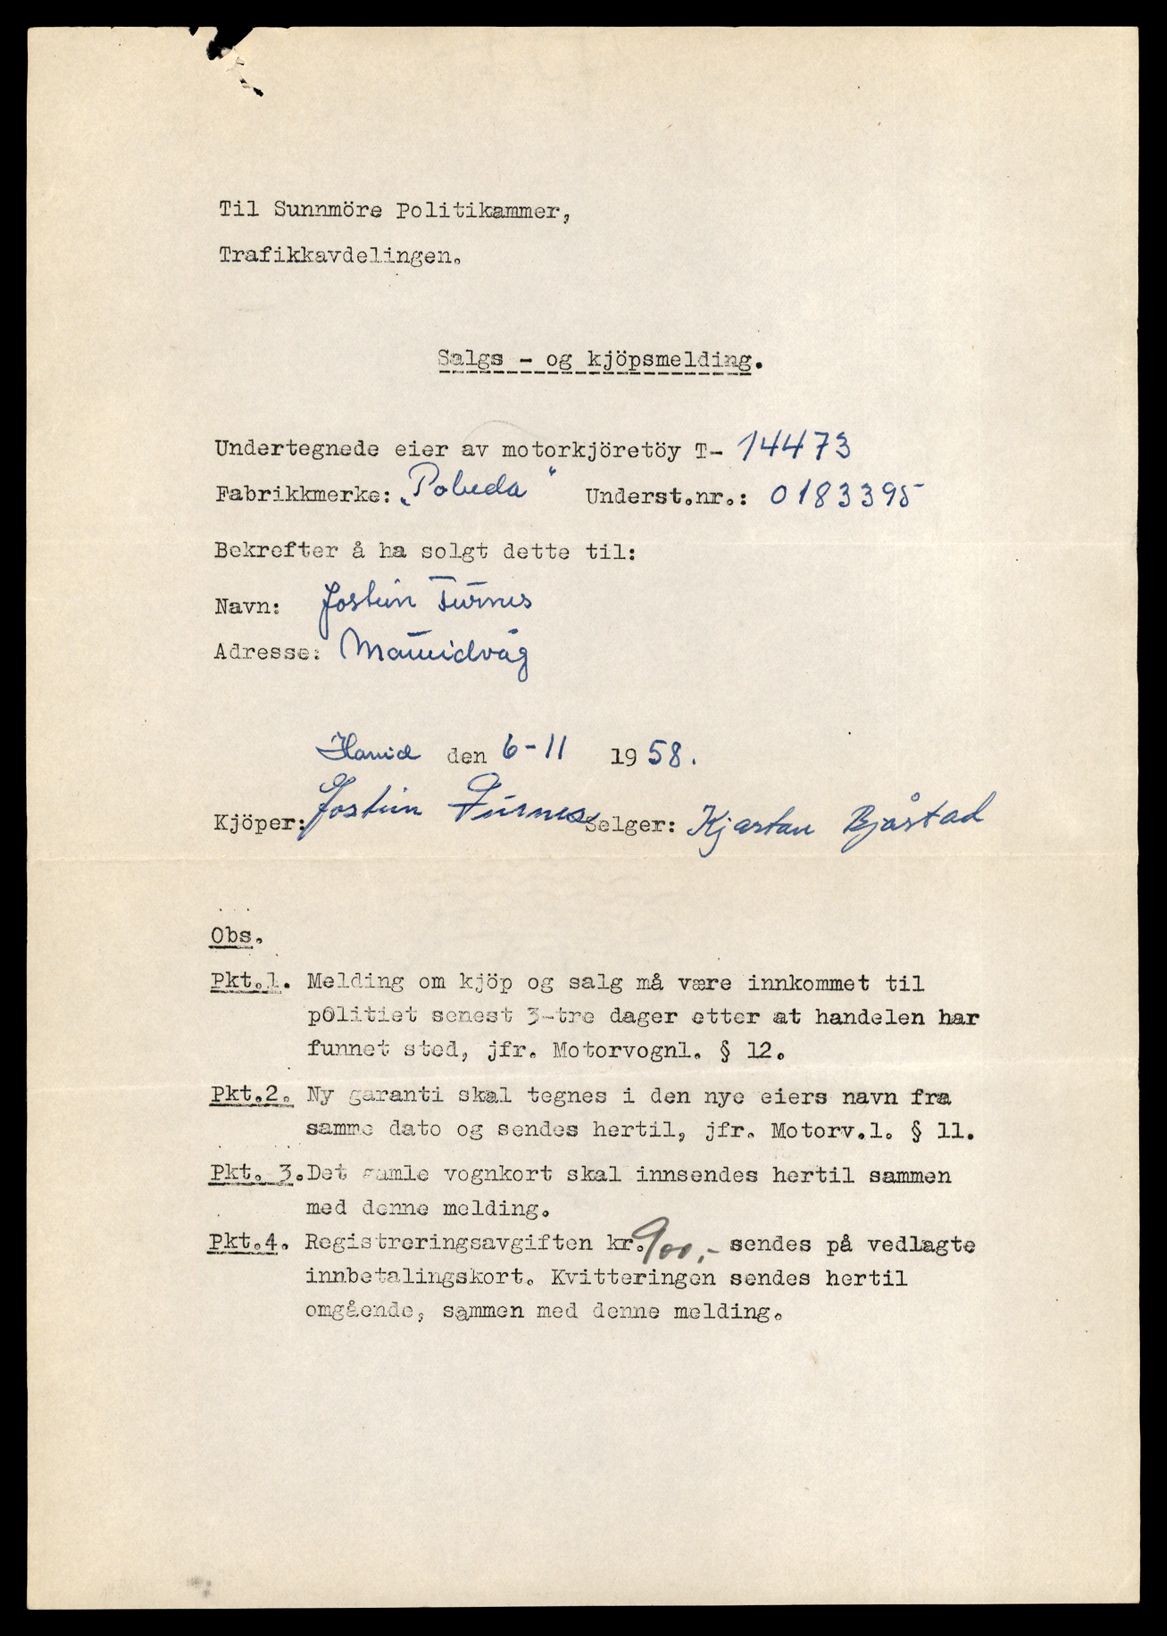 Til Sunnmöre Politikammer,
Trafikkavdelingen.
Salgs - og kjöpsmelding.
Undertegnede eier av motorkjöretöy T- 14473
Fabrikkmerke: „Pobeda" Underst.nr.: 0183395
Bekrefter å ha solgt dette til:
Navn: Jostein Furnes
Adresse: Mauseidvåg
Hareid den 6-11 1958.
Kjöper: Jostein Furnes Selger: Kjartan Bjåstad
Obs.
Pkt.1. Melding om kjöp og salg må være innkommet til
politiet senest 3-tre dager etter at handelen har
funnet sted, jfr. Motorvognl. § 12.
Pkt.2. Ny garanti skal tegnes i den nye eiers navn fra
samme dato og sendes hertil, jfr. Motorv.l. § 11.
Pkt. 3. Det gamle vognkort skal innsendes hertil sammen
med denne melding.
Pkt.4. Registreringsavgiften kr. 900,- sendes på vedlagte
innbetalingskort. Kvitteringen sendes hertil
omgående, sammen med denne melding.